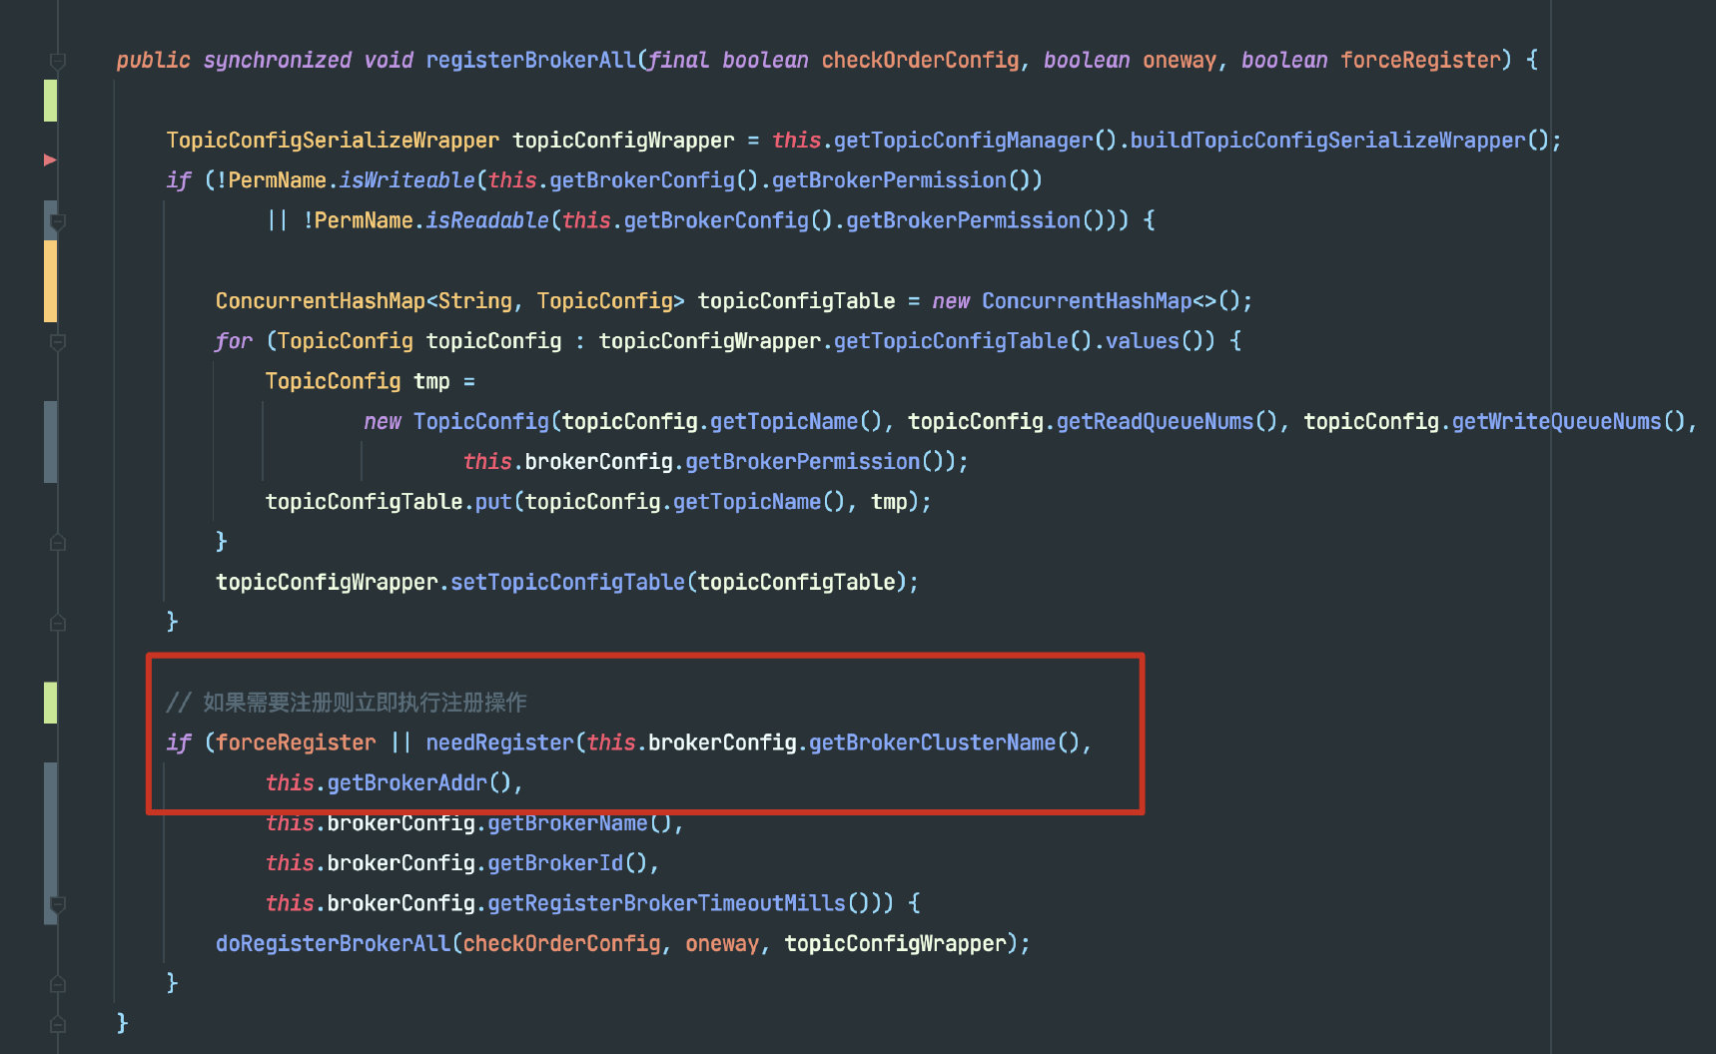 public synchronized void registerBrokerAll(final boolean checkOrderConfig, boolean oneway, boolean forceRegister) {
TopicConfigSerializeWrapper topicConfigWrapper = this.getTopicConfigManager().buildTopicConfigSerializeWrapper();
if (!PermName.isWriteable(this.getBrokerConfig().getBrokerPermission())
|| !PermName.isReadable(this.getBrokerConfig().getBrokerPermission())) {
ConcurrentHashMap<String, TopicConfig> topicConfigTable = new ConcurrentHashMap<>();
for (TopicConfig topicConfig : topicConfigWrapper.getTopicConfigTable().values()) {
TopicConfig tmp =
new TopicConfig(topicConfig.getTopicName(), topicConfig.getReadQueueNums(), topicConfig.getWriteQueueNums(),
this.brokerConfig.getBrokerPermission());
topicConfigTable.put(topicConfig.getTopicName(), tmp);
}
topicConfigWrapper.setTopicConfigTable(topicConfigTable);
}
// 如果需要注册则立即执行注册操作
if (forceRegister || needRegister(this.brokerConfig.getBrokerClusterName(),
this.getBrokerAddr(),
this.brokerConfig.getBrokerName(),
this.brokerConfig.getBrokerId(),
this.brokerConfig.getRegisterBrokerTimeoutMills())) {
doRegisterBrokerAll(checkOrderConfig, oneway, topicConfigWrapper);
}
}